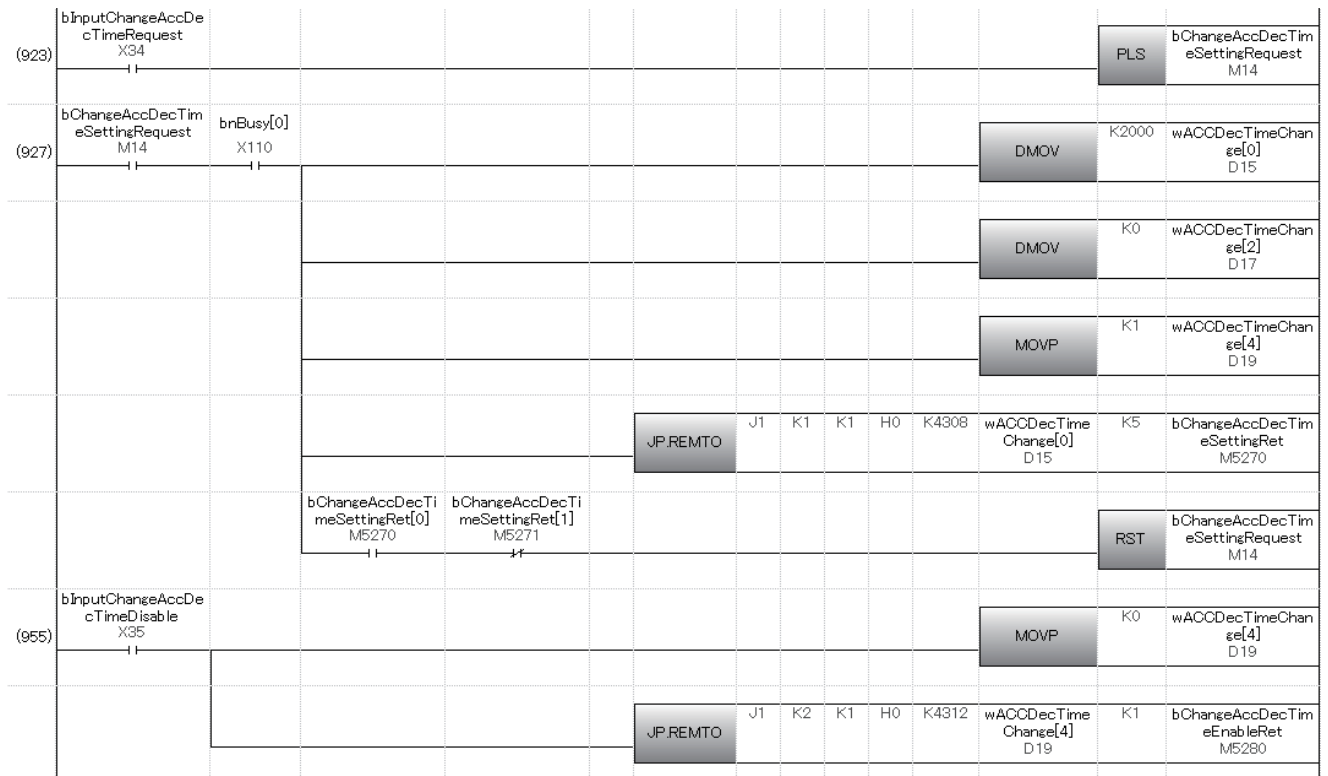 bInputChangeAccDe
cTimeRequest
X34
(923)
PLS
bChangeAccDecTim
eSettingRequest
M14
bChangeAccDecTim
eSettingRequest
M14
bnBusy[0]
X110
(927)
DMOV
K2000
wACCDecTimeChan
ge[0]
D15
DMOV
K0
wACCDecTimeChan
ge[2]
D17
MOVP
K1
wACCDecTimeChan
ge[4]
D19
JP.REMTO
J1
K1
K1
H0
K4308
wACCDecTime
Change[0]
D15
K5
bChangeAccDecTim
eSettingRet
M5270
bChangeAccDecTi
meSettingRet[0]
M5270
bChangeAccDecTi
meSettingRet[1]
M5271
RST
bChangeAccDecTim
eSettingRequest
M14
bInputChangeAccDe
cTimeDisable
X35
(955)
MOVP
K0
wACCDecTimeChan
ge[4]
D19
JP.REMTO
J1
K2
K1
H0
K4312
wACCDecTime
Change[4]
D19
K1
bChangeAccDecTim
eEnableRet
M5280